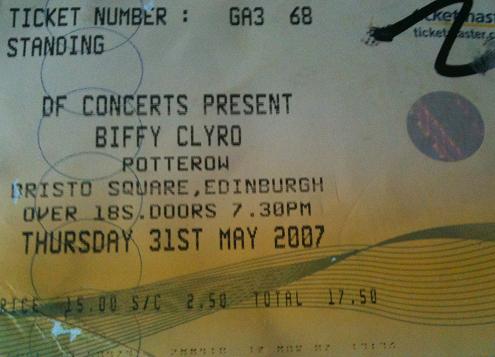 TICKET NUMBER : GA3 68
STANDING
DF CONCERTS PRESENT
BIFFY CLYRO
POTTEROW
BRISTO SQUARE,EDINBURGH
OVER 18S.DOORS 7.30PM
THURSDAY 31ST MAY 2007
PRICE 15.00 S/C 2.50 TOTAL 17.50